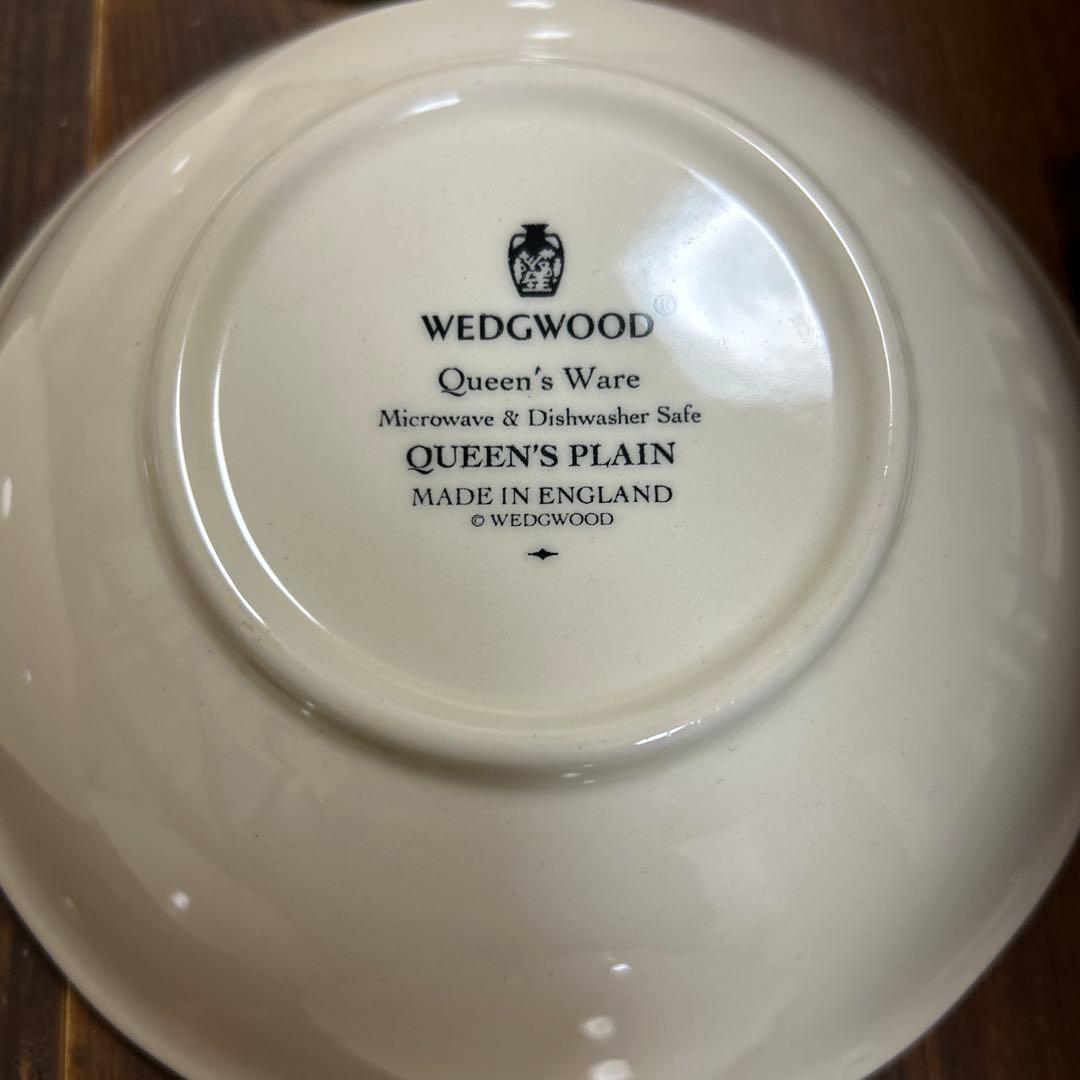 WEDGWOOD®
Queen's Ware
Microwave & Dishwasher Safe
QUEEN'S PLAIN
MADE IN ENGLAND
© WEDGWOOD